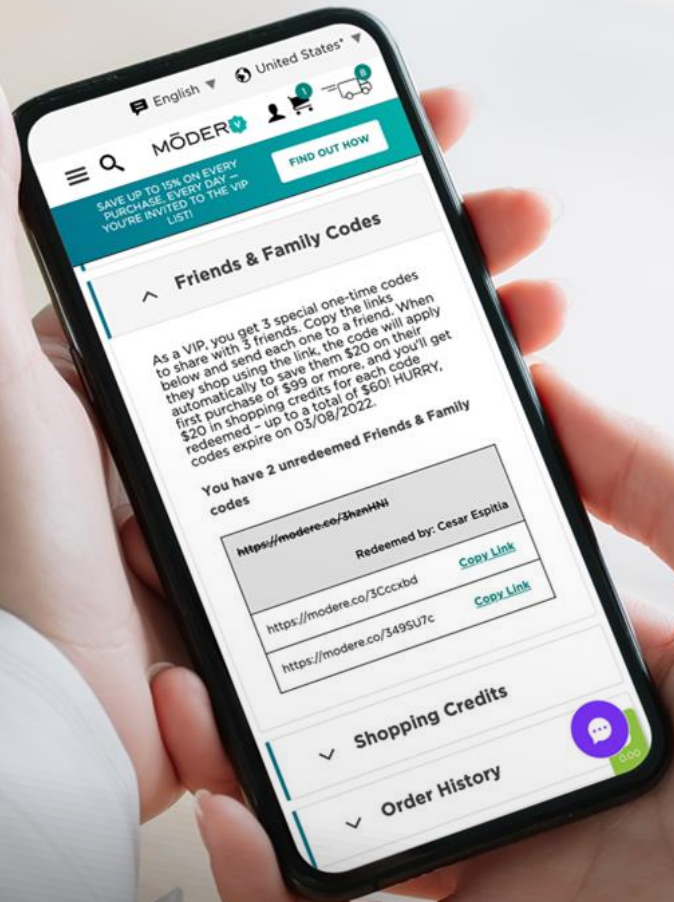 English
United States*
MŌDERE
1
8
SAVE UP TO 15% ON EVERY
PURCHASE, EVERY DAY —
YOU'RE INVITED TO THE VIP
LIST!
FIND OUT HOW
Friends & Family Codes
As a VIP, you get 3 special one-time codes
to share with 3 friends. Copy the links
below and send each one to a friend. When
they shop using the link, the code will apply
automatically to save them $20 on their
first purchase of $99 or more, and you'll get
$20 in shopping credits for each code
redeemed – up to a total of $60! HURRY,
codes expire on 03/08/2022.
You have 2 unredeemed Friends & Family
codes
https://modere.co/3hznHNI
Redeemed by: Cesar Espitia
https://modere.co/3Cccxbd Copy Link
https://modere.co/349SU7c Copy Link
Shopping Credits
Order History
0.00